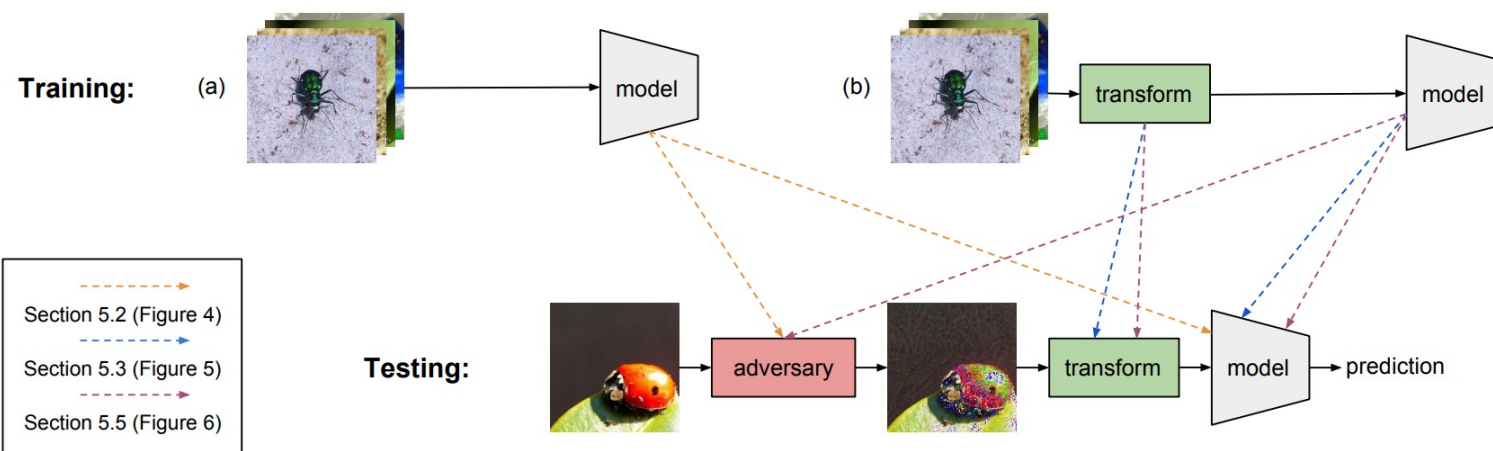 Training:
(a)
model
(b)
transform
model
Section 5.2 (Figure 4)
Section 5.3 (Figure 5)
Section 5.5 (Figure 6)
Testing:
adversary
transform
model
prediction